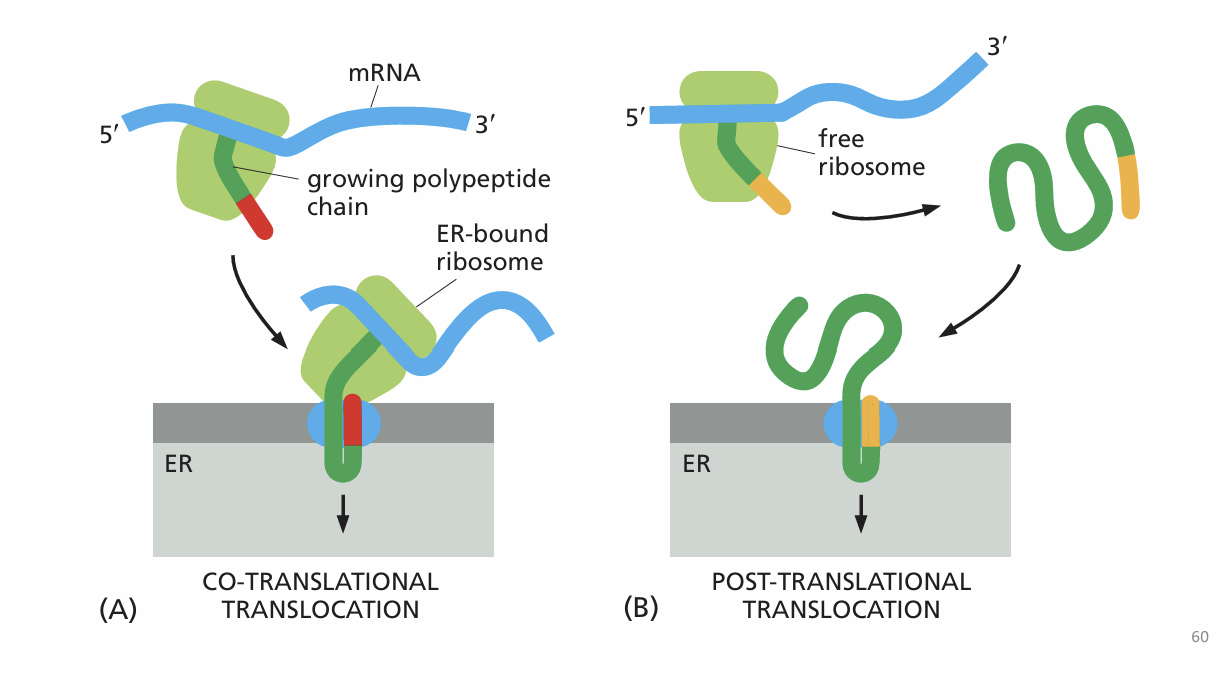 mRNA
5′
3′
growing polypeptide
chain
ER-bound
ribosome
ER
CO-TRANSLATIONAL
TRANSLOCATION
(A)
3′
5′
free
ribosome
ER
POST-TRANSLATIONAL
TRANSLOCATION
(B)
60